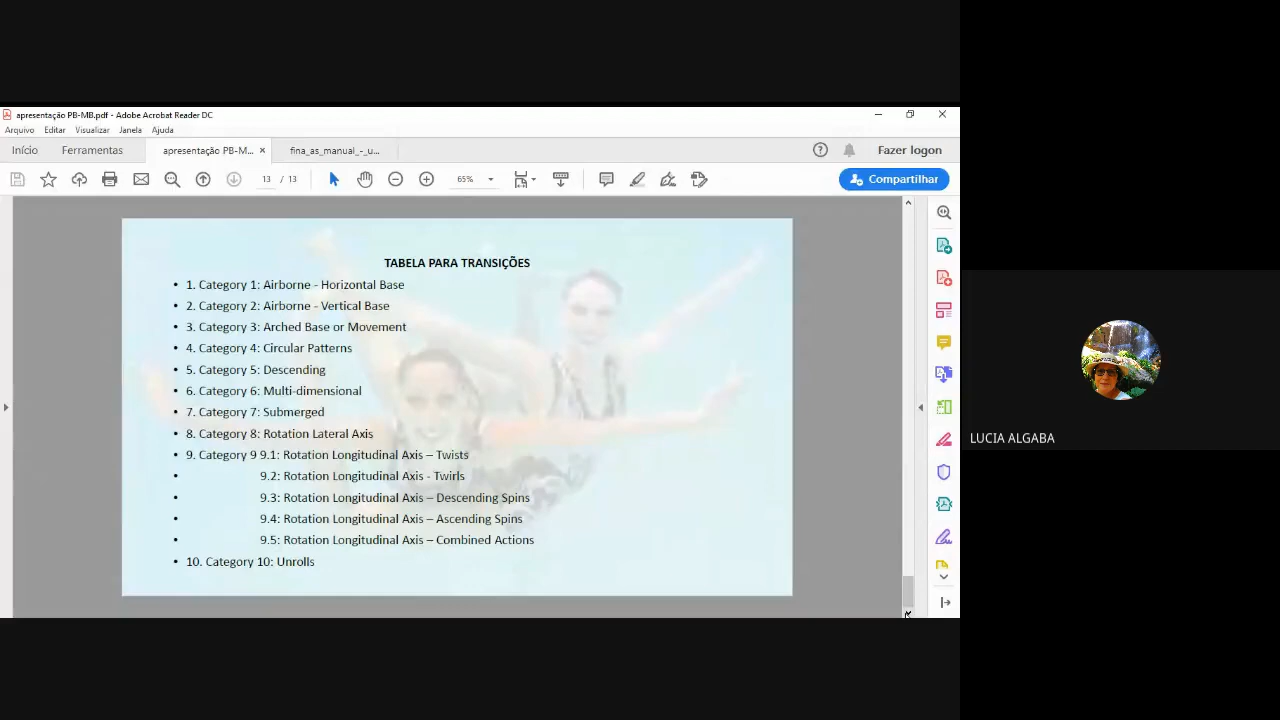 apresentação PB-MB.pdf - Adobe Acrobat Reader DC
Arquivo Editar Visualizar Janela Ajuda
Início Ferramentas apresentação PB-M... × fina_as_manual_-_u... Fazer logon
13 / 13 65% Compartilhar
TABELA PARA TRANSIÇÕES
• 1. Category 1: Airborne - Horizontal Base
• 2. Category 2: Airborne - Vertical Base
• 3. Category 3: Arched Base or Movement
• 4. Category 4: Circular Patterns
• 5. Category 5: Descending
• 6. Category 6: Multi-dimensional
• 7. Category 7: Submerged
• 8. Category 8: Rotation Lateral Axis
• 9. Category 9 9.1: Rotation Longitudinal Axis – Twists
• 9.2: Rotation Longitudinal Axis - Twirls
• 9.3: Rotation Longitudinal Axis – Descending Spins
• 9.4: Rotation Longitudinal Axis – Ascending Spins
• 9.5: Rotation Longitudinal Axis – Combined Actions
• 10. Category 10: Unrolls
LUCIA ALGABA